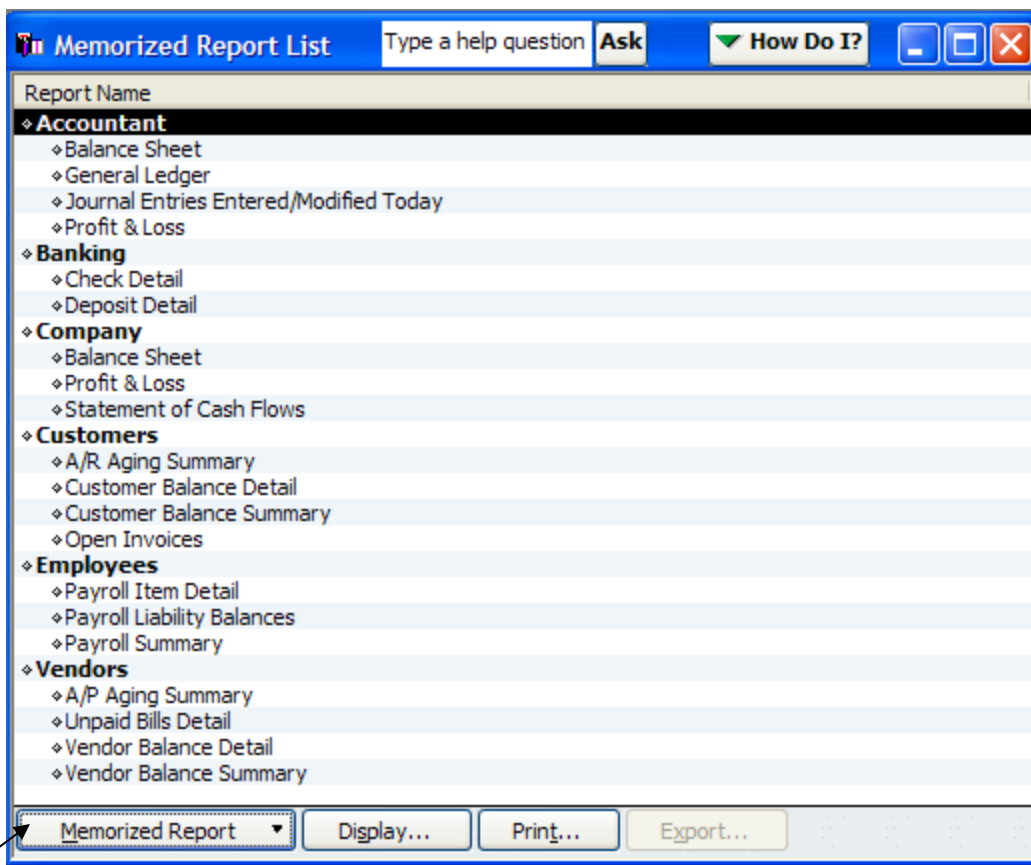 Memorized Report List Type a help question Ask How Do I?
Report Name
Accountant
Balance Sheet
General Ledger
Journal Entries Entered/Modified Today
Profit & Loss
Banking
Check Detail
Deposit Detail
Company
Balance Sheet
Profit & Loss
Statement of Cash Flows
Customers
A/R Aging Summary
Customer Balance Detail
Customer Balance Summary
Open Invoices
Employees
Payroll Item Detail
Payroll Liability Balances
Payroll Summary
Vendors
A/P Aging Summary
Unpaid Bills Detail
Vendor Balance Detail
Vendor Balance Summary
Memorized Report Display... Print... Export...